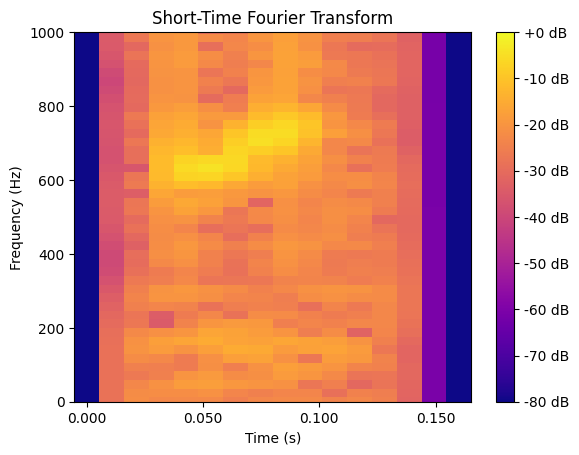 Short-Time Fourier Transform
1000
800
600
400
200
0
Frequency (Hz)
0.000
0.050
0.100
0.150
Time (s)
+0 dB
-10 dB
-20 dB
-30 dB
-40 dB
-50 dB
-60 dB
-70 dB
-80 dB